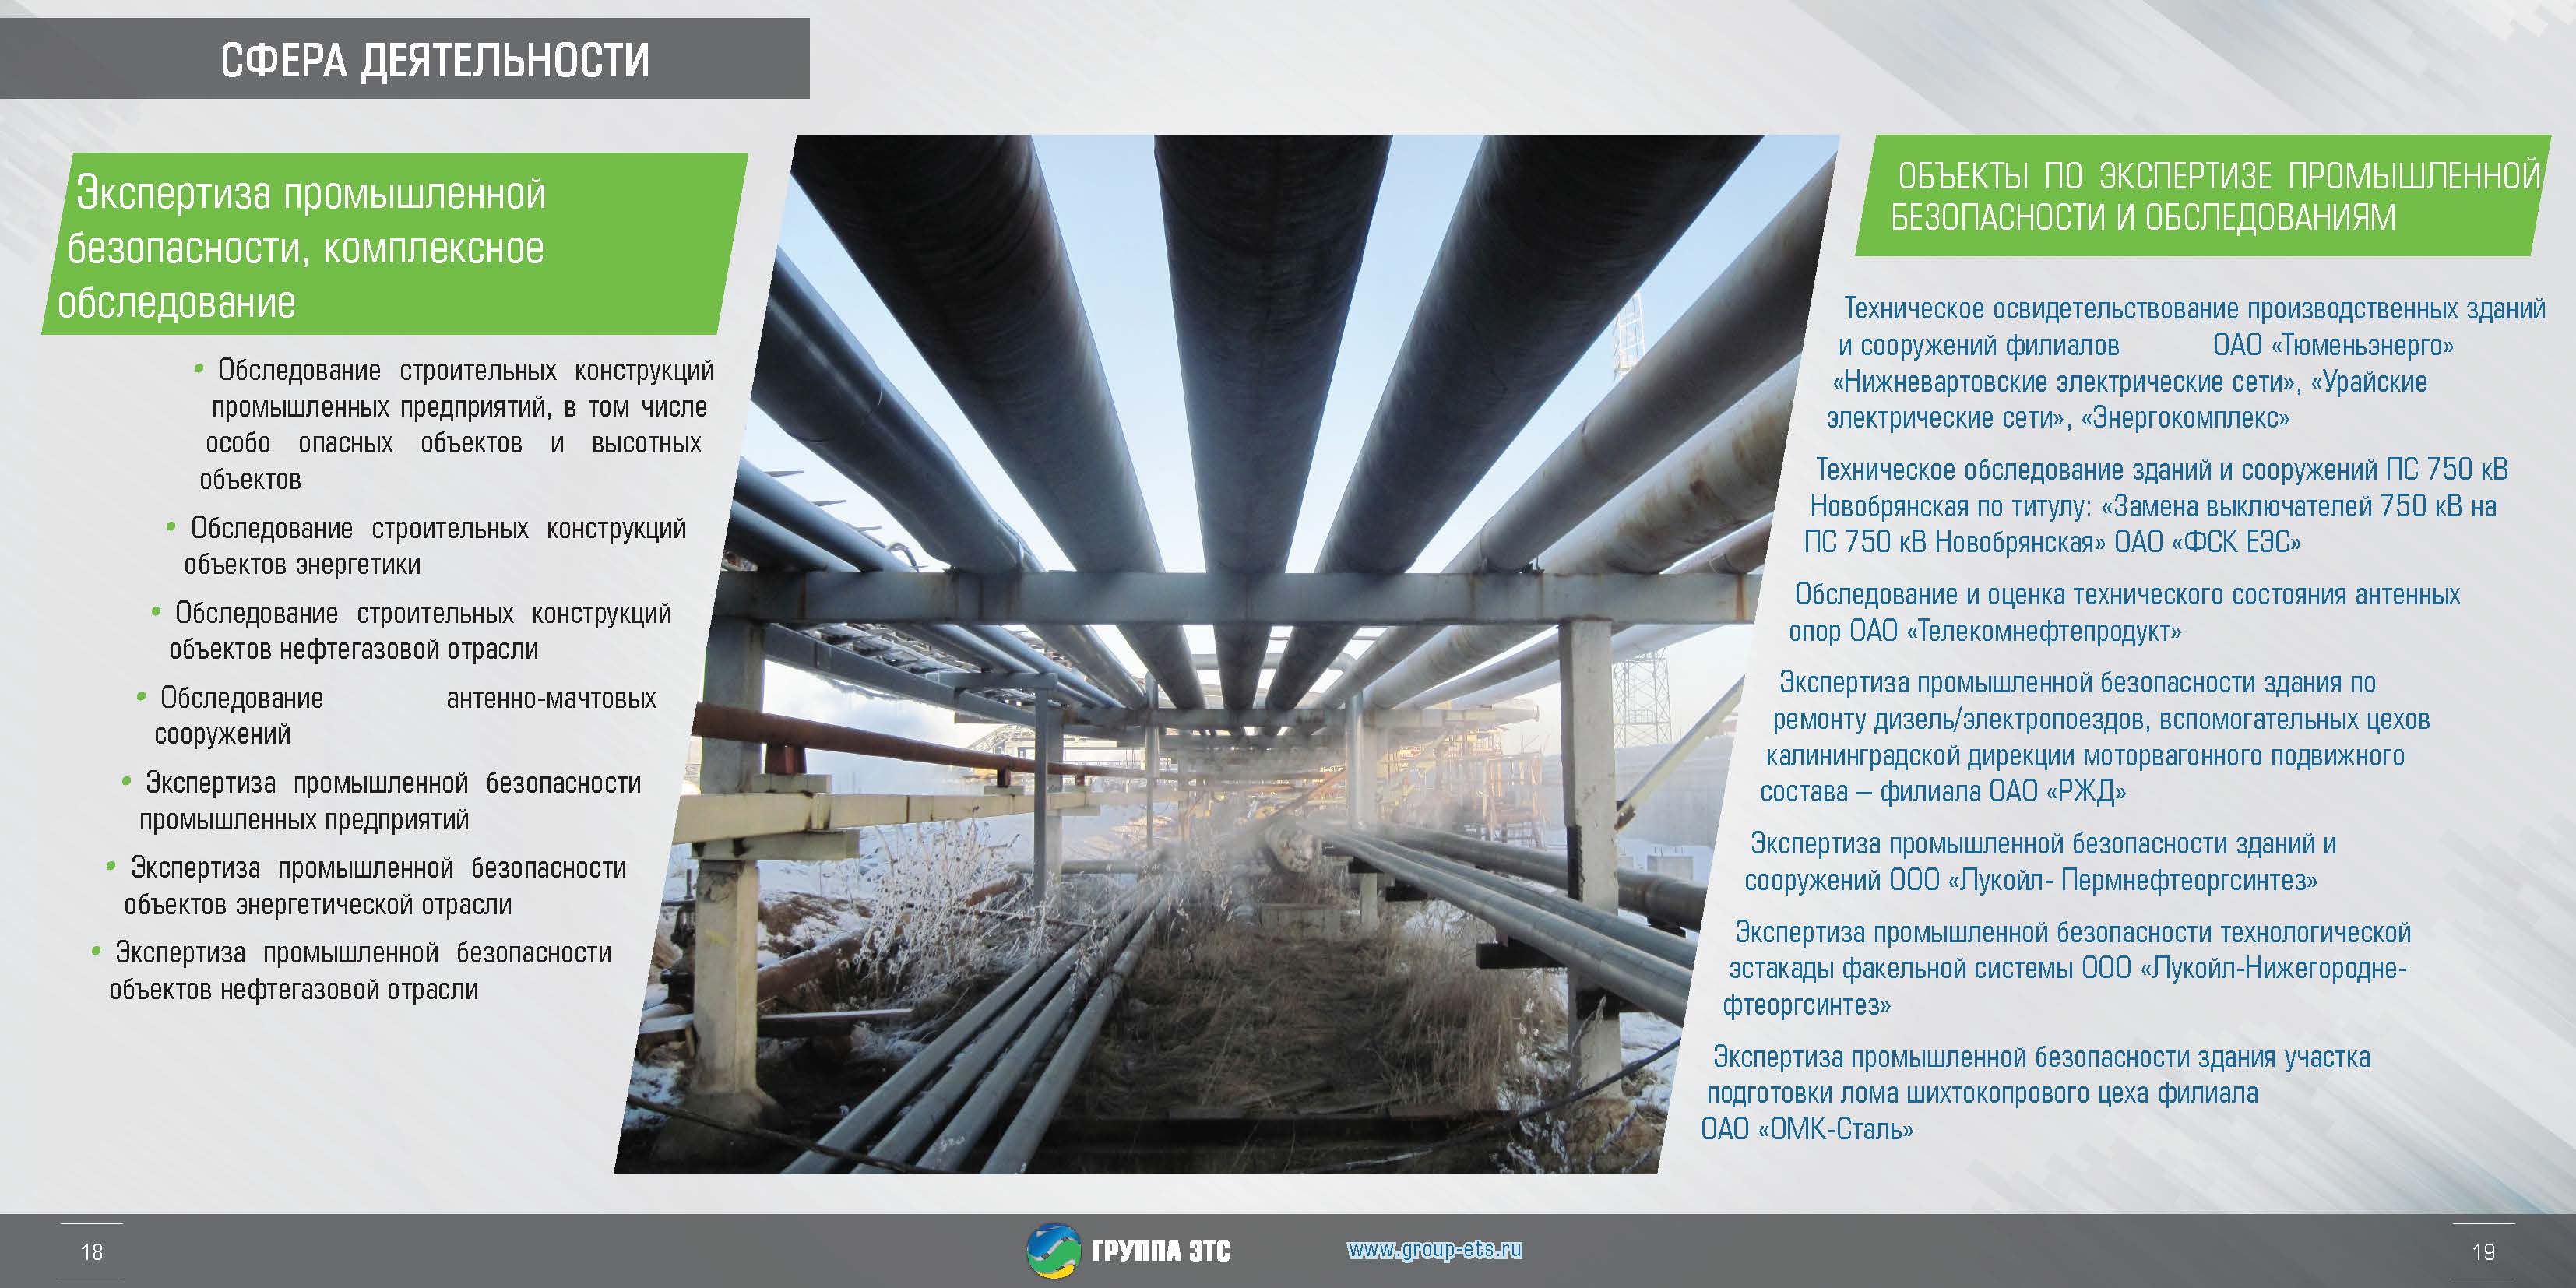 СФЕРА ДЕЯТЕЛЬНОСТИ
Экспертиза промышленной
безопасности, комплексное
обследование
• Обследование строительных конструкций
промышленных предприятий, в том числе
особо опасных объектов и высотных
объектов
• Обследование строительных конструкций
объектов энергетики
• Обследование строительных конструкций
объектов нефтегазовой отрасли
• Обследование антенно-мачтовых
сооружений
• Экспертиза промышленной безопасности
промышленных предприятий
• Экспертиза промышленной безопасности
объектов энергетической отрасли
• Экспертиза промышленной безопасности
объектов нефтегазовой отрасли
ОБЪЕКТЫ ПО ЭКСПЕРТИЗЕ ПРОМЫШЛЕННОЙ
БЕЗОПАСНОСТИ И ОБСЛЕДОВАНИЯМ
Техническое освидетельствование производственных зданий
и сооружений филиалов ОАО «Тюменьэнерго»
«Нижневартовские электрические сети», «Урайские
электрические сети», «Энергокомплекс»
Техническое обследование зданий и сооружений ПС 750 кВ
Новобрянская по титулу: «Замена выключателей 750 кВ на
ПС 750 кВ Новобрянская» ОАО «ФСК ЕЭС»
Обследование и оценка технического состояния антенных
опор ОАО «Телекомнефтепродукт»
Экспертиза промышленной безопасности здания по
ремонту дизель/электропоездов, вспомогательных цехов
калининградской дирекции моторвагонного подвижного
состава – филиала ОАО «РЖД»
Экспертиза промышленной безопасности зданий и
сооружений ООО «Лукойл- Пермнефтеоргсинтез»
Экспертиза промышленной безопасности технологической
эстакады факельной системы ООО «Лукойл-Нижегородне-
фтеоргсинтез»
Экспертиза промышленной безопасности здания участка
подготовки лома шихтокопрового цеха филиала
ОАО «ОМК-Сталь»
18
ГРУППА ЭТС
www.group-ets.ru
19